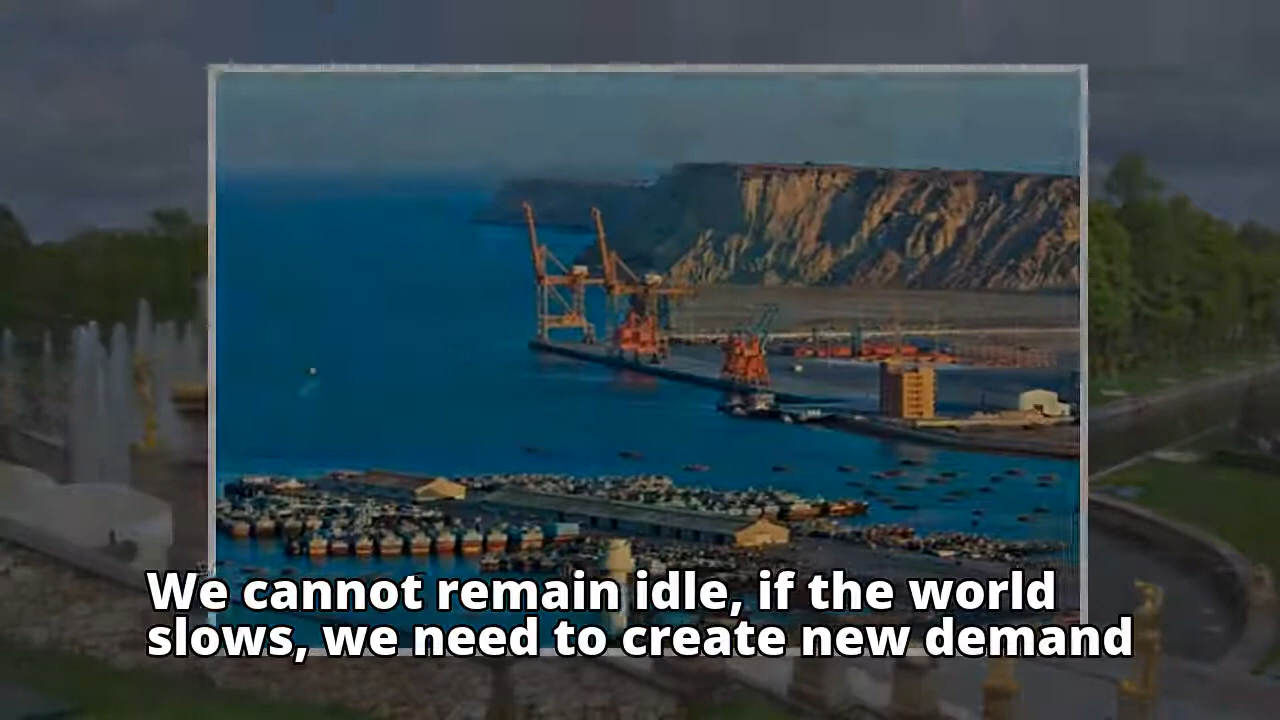 We cannot remain idle, if the world
slows, we need to create new demand